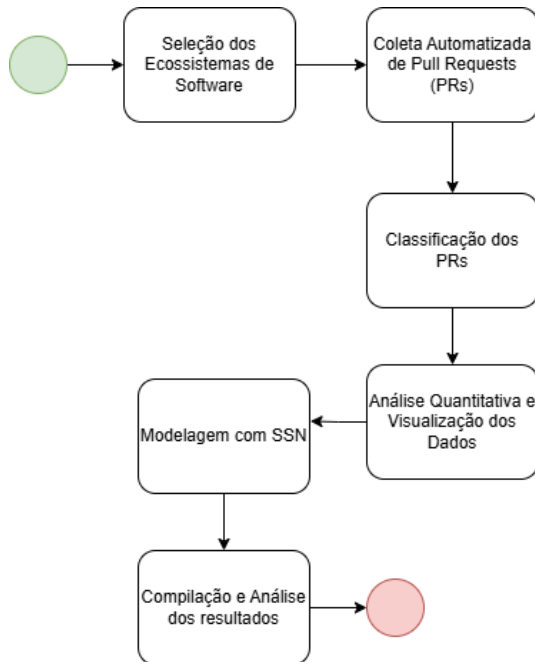 Seleção dos
Ecossistemas de
Software
Coleta Automatizada
de Pull Requests
(PRs)
Classificação dos
PRs
Análise Quantitativa e
Visualização dos
Dados
Modelagem com SSN
Compilação e Análise
dos resultados